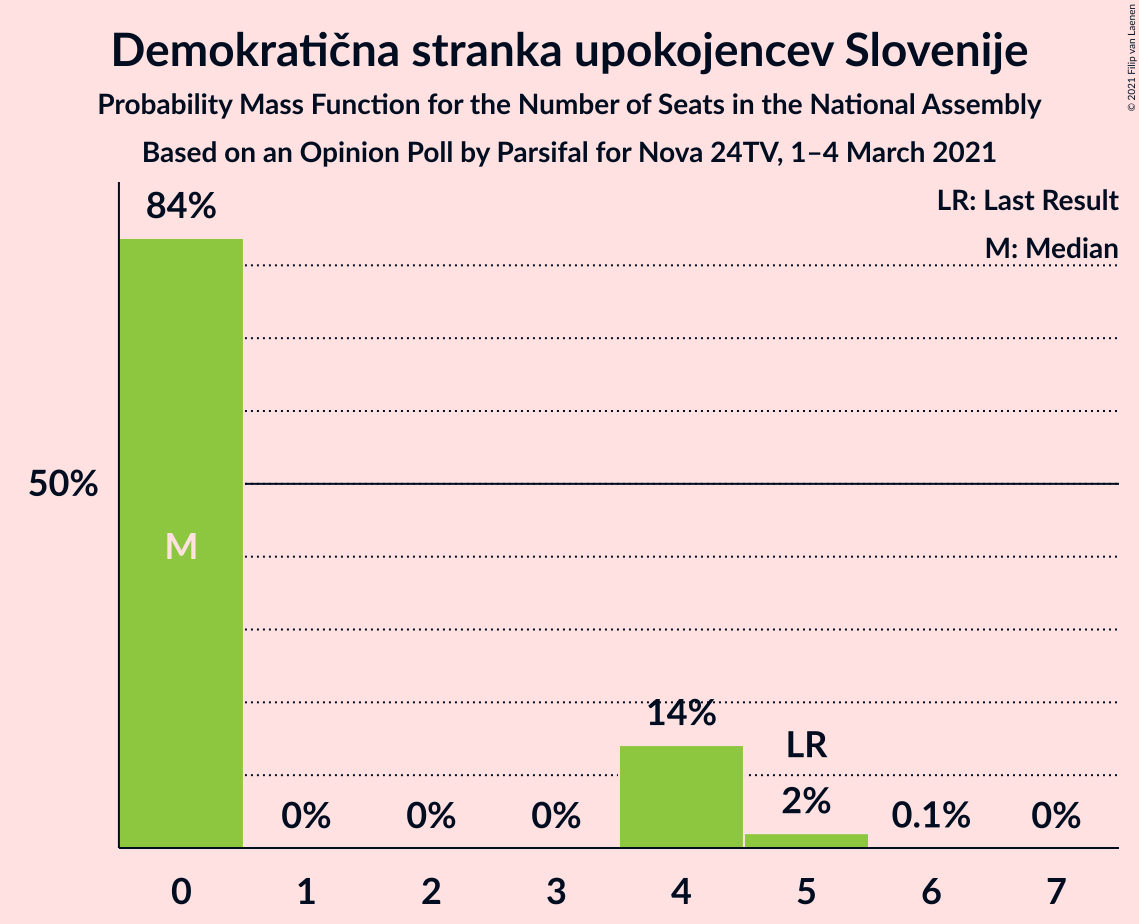 Demokratična stranka upokojencev Slovenije
Probability Mass Function for the Number of Seats in the National Assembly
Based on an Opinion Poll by Parsifal for Nova 24TV, 1–4 March 2021
© 2021 Filip van Laenen
LR: Last Result
M: Median
84%
50%
M
14%
LR
0% 0% 0% 2% 0.1% 0%
0 1 2 3 4 5 6 7